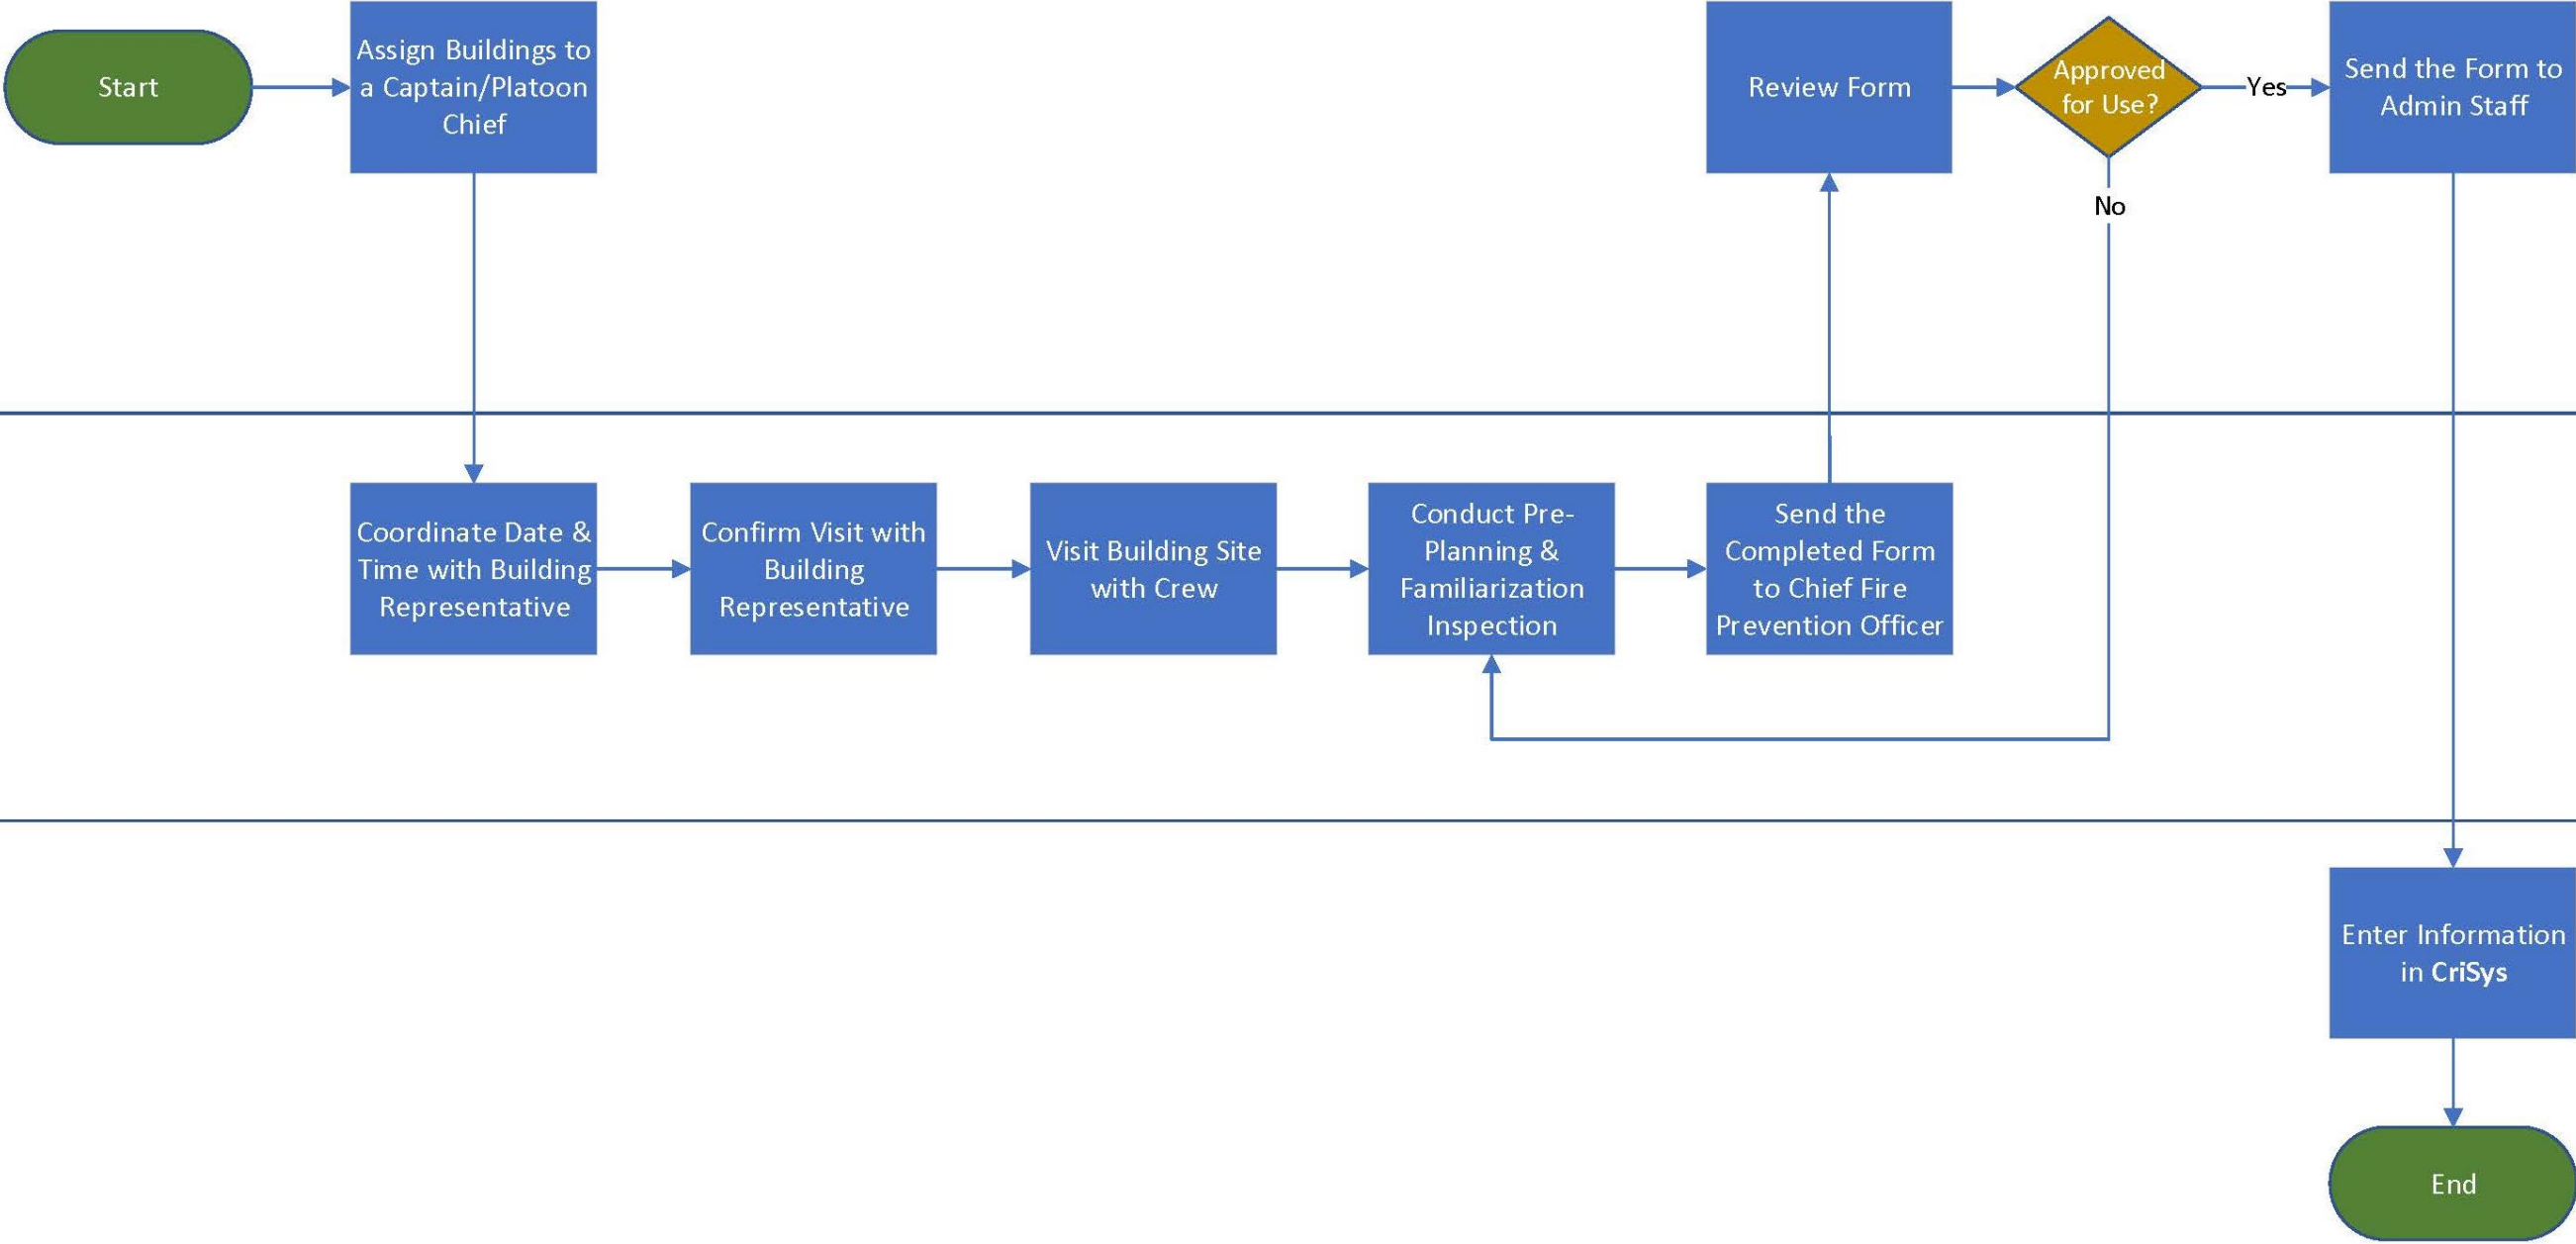 Start
Assign Buildings to
a Captain/Platoon
Chief
Review Form
Approved
for Use?
Yes
Send the Form to
Admin Staff
No
Coordinate Date &
Time with Building
Representative
Confirm Visit with
Building
Representative
Visit Building Site
with Crew
Conduct Pre-
Planning &
Familiarization
Inspection
Send the
Completed Form
to Chief Fire
Prevention Officer
Enter Information
in CriSys
End